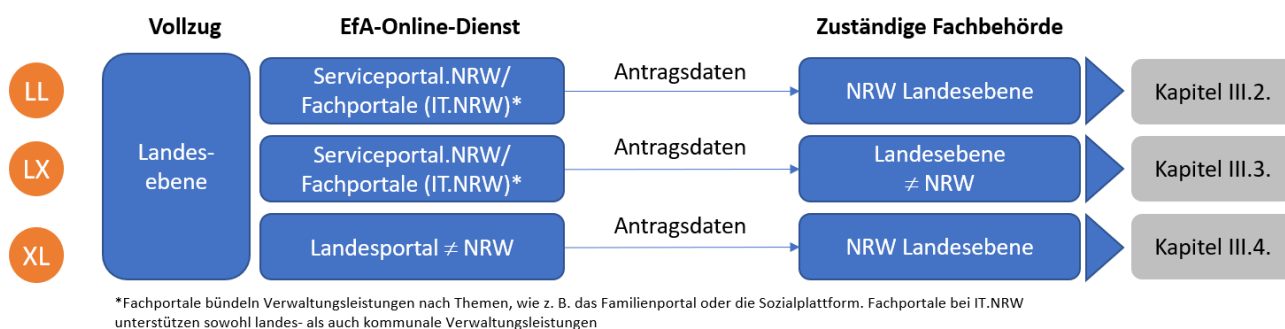 Vollzug
EfA-Online-Dienst
Zuständige Fachbehörde
LL
Landes-
ebene
Serviceportal.NRW/
Fachportale (IT.NRW)*
Antragsdaten
NRW Landesebene
Kapitel III.2.
LX
Serviceportal.NRW/
Fachportale (IT.NRW)*
Antragsdaten
Landesebene
≠ NRW
Kapitel III.3.
XL
Landesportal ≠ NRW
Antragsdaten
NRW Landesebene
Kapitel III.4.
*Fachportale bündeln Verwaltungsleistungen nach Themen, wie z. B. das Familienportal oder die Sozialplattform. Fachportale bei IT.NRW
unterstützen sowohl landes- als auch kommunale Verwaltungsleistungen